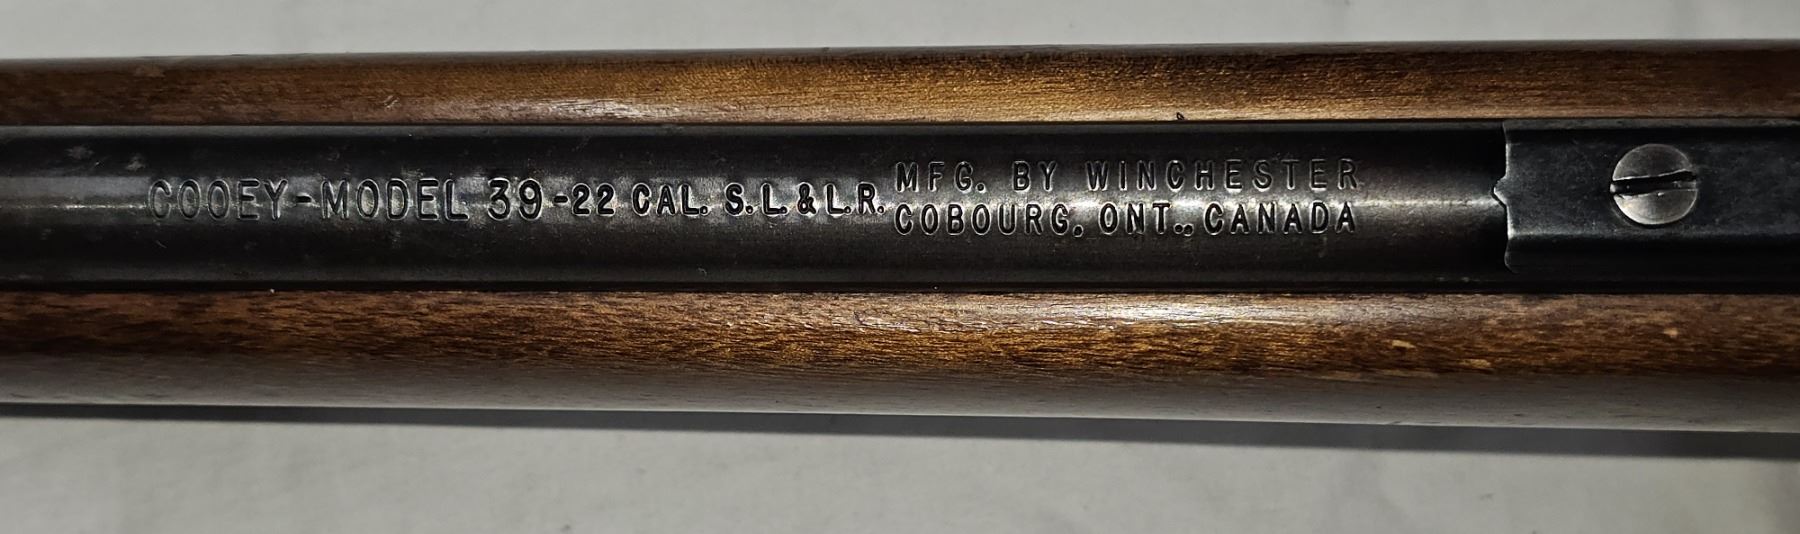 COOEY-MODEL 39-22 CAL. S.L.&L.R.
MFG. BY WINCHESTER
COBOURG, ONT., CANADA